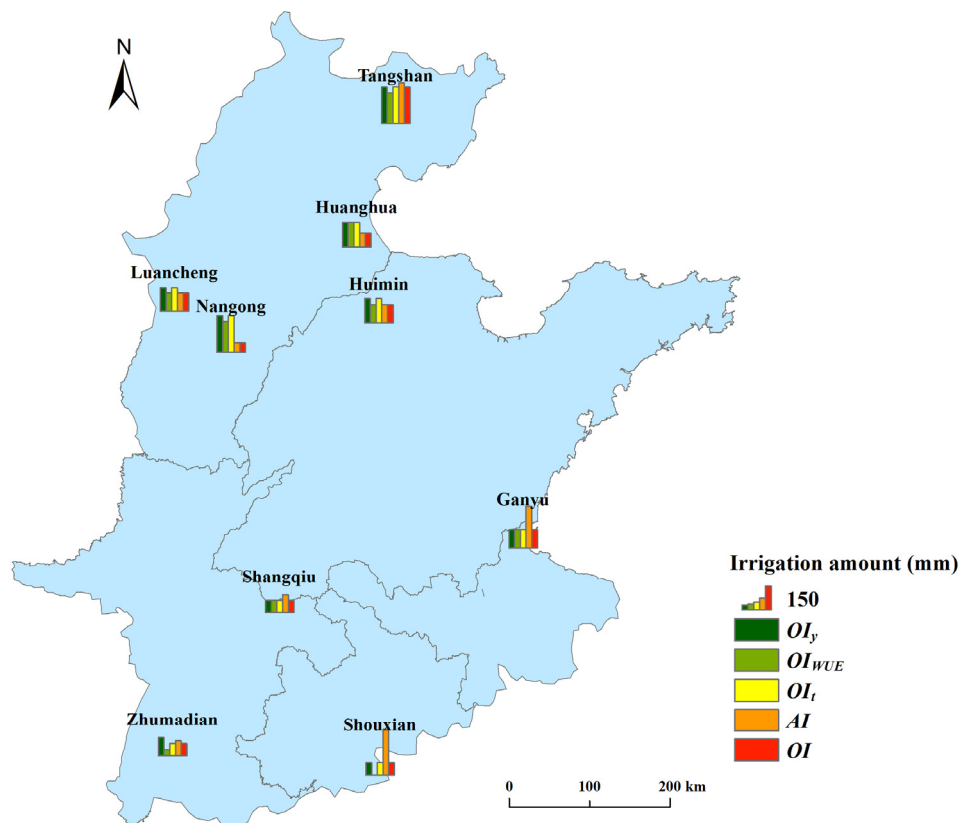 N
Tangshan
Huanghua
Luancheng
Huimin
Nangong
Ganyu
Shangqiu
Zhumadian
Shouxian
Irrigation amount (mm)
150
OIy
OIWUE
OIt
AI
OI
0 100 200 km